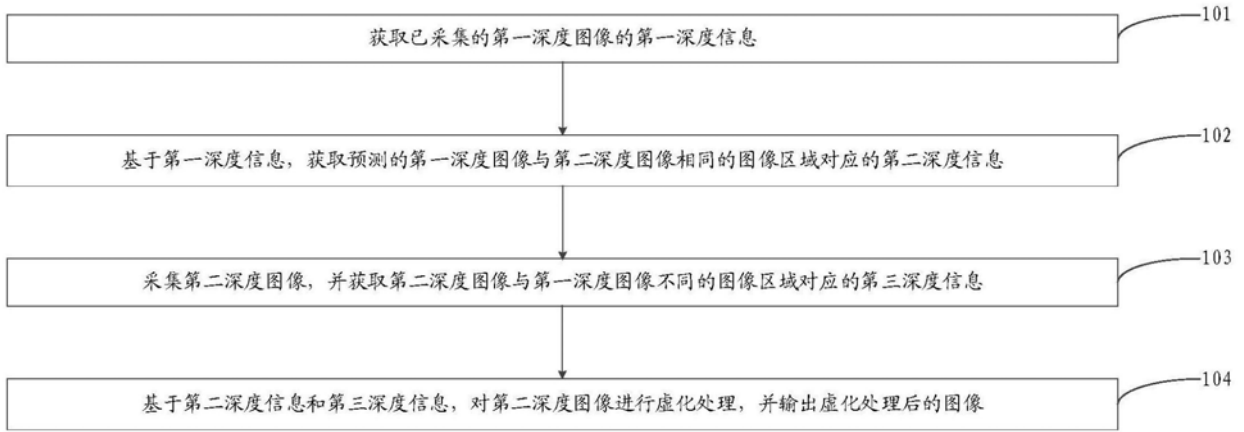 101
获取已采集的第一深度图像的第一深度信息
102
基于第一深度信息，获取预测的第一深度图像与第二深度图像相同的图像区域对应的第二深度信息
103
采集第二深度图像，并获取第二深度图像与第一深度图像不同的图像区域对应的第三深度信息
104
基于第二深度信息和第三深度信息，对第二深度图像进行虚化处理，并输出虚化处理后的图像